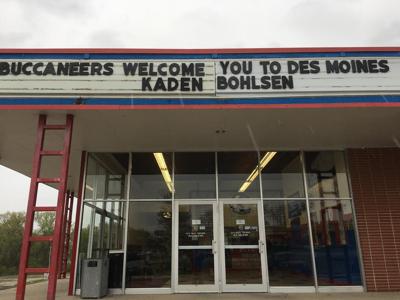 BUCCANEERS WELCOME YOU TO DES MOINES
KADEN BOHLSEN